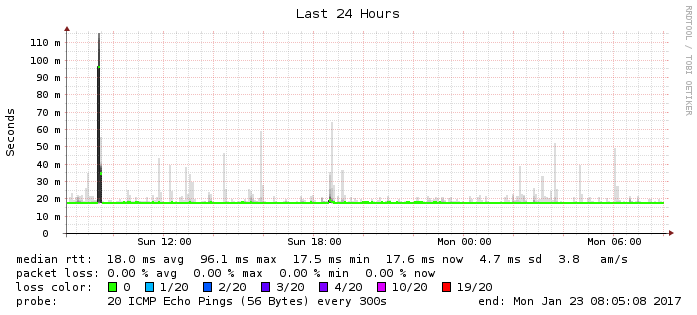 Last 24 Hours
RRDTOOL / TOBI OETIKER
Seconds
110 m
100 m
90 m
80 m
70 m
60 m
50 m
40 m
30 m
20 m
10 m
0
Sun 12:00 Sun 18:00 Mon 00:00 Mon 06:00
median rtt: 18.0 ms avg 96.1 ms max 17.5 ms min 17.6 ms now 4.7 ms sd 3.8 am/s
packet loss: 0.00 % avg 0.00 % max 0.00 % min 0.00 % now
loss color: 0 1/20 2/20 3/20 4/20 10/20 19/20
probe: 20 ICMP Echo Pings (56 Bytes) every 300s end: Mon Jan 23 08:05:08 2017